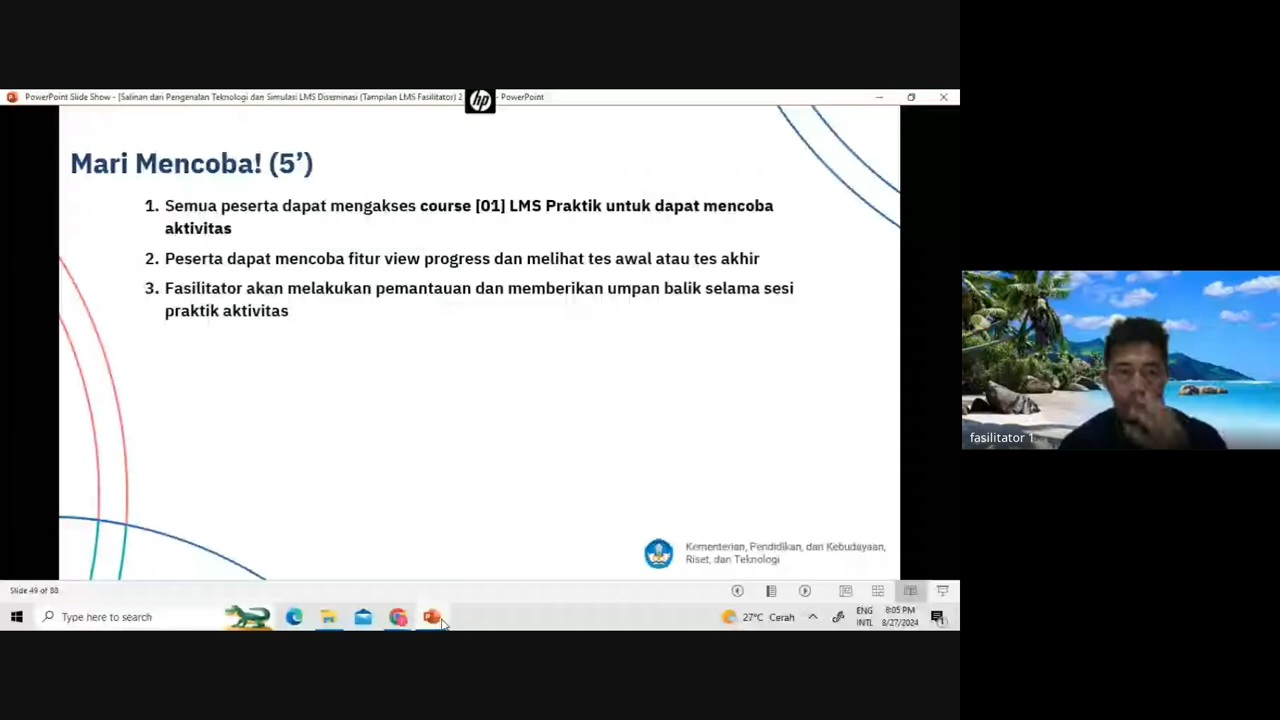 PowerPoint Slide Show - [Salinan dari Pengenalan Teknologi dan Simulasi LMS Diseminasi (Tampilan LMS Fasilitator) 2
hp
- PowerPoint
Mari Mencoba! (5’)
1. Semua peserta dapat mengakses course [01] LMS Praktik untuk dapat mencoba
aktivitas
2. Peserta dapat mencoba fitur view progress dan melihat tes awal atau tes akhir
3. Fasilitator akan melakukan pemantauan dan memberikan umpan balik selama sesi
praktik aktivitas
fasilitator 1
Kementerian, Pendidikan, dan Kebudayaan,
Riset, dan Teknologi
Slide 49 of 88
Type here to search
27°C Cerah
ENG
INTL
8:05 PM
8/27/2024